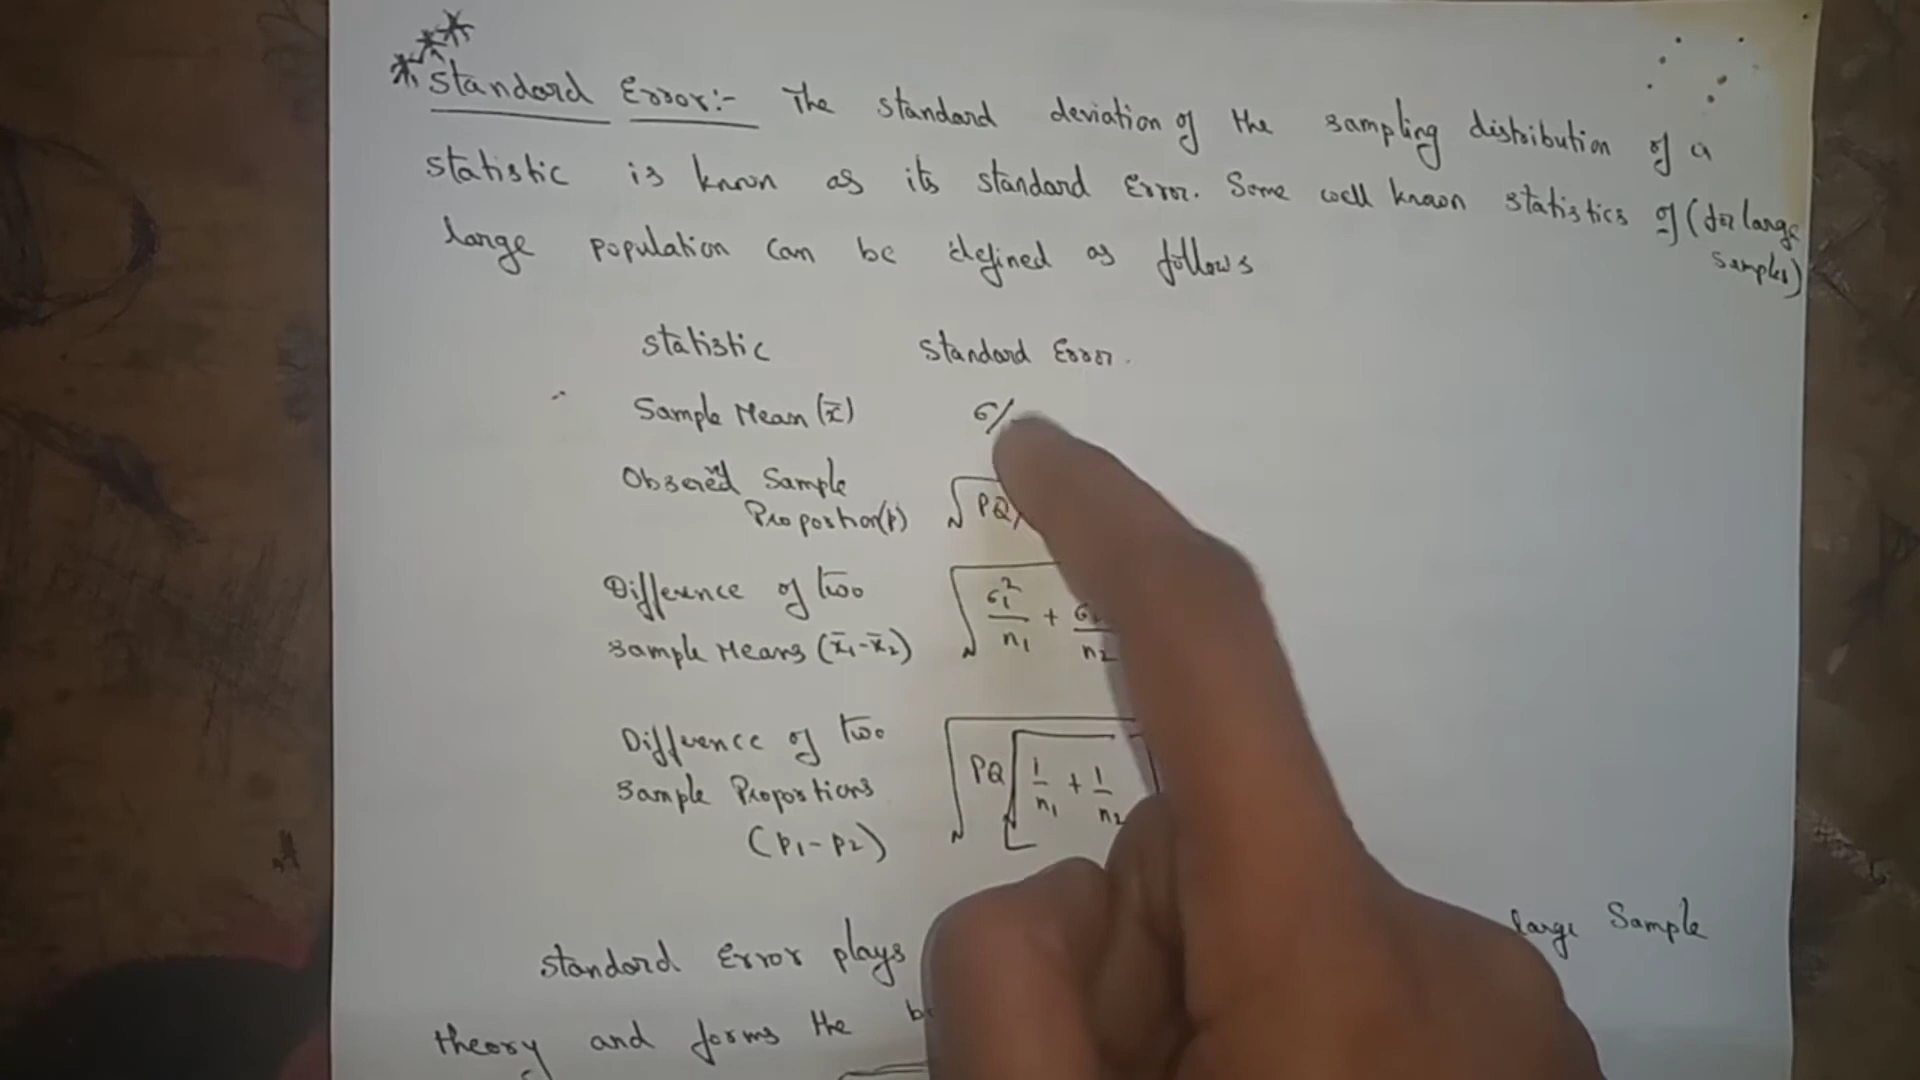 Standard Error:- The standard deviation of the sampling distribution of a
statistic is known as its standard Error. Some well known statistics of (for large
samples)
large population can be defined as follows
Statistic Standard Error.
Sample Mean (x̄) σ/
Observed Sample
Proportion(p) √PQ/
Difference of two
sample Means (x̄₁-x̄₂) √σ₁²/n₁ + σ₂/n₂
Difference of two
Sample Proportions
(p₁-p₂) √PQ[1/n₁ + 1/n₂
Standard Error plays large Sample
theory and forms the